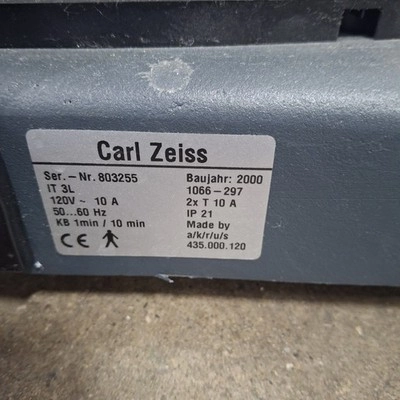 Carl Zeiss
Ser.-Nr. 803255 Baujahr: 2000
IT 3L 1066-297
120V ~ 10 A 2x T 10 A
50...60 Hz IP 21
KB 1min / 10 min Made by
CE a/k/r/u/s
435.000.120